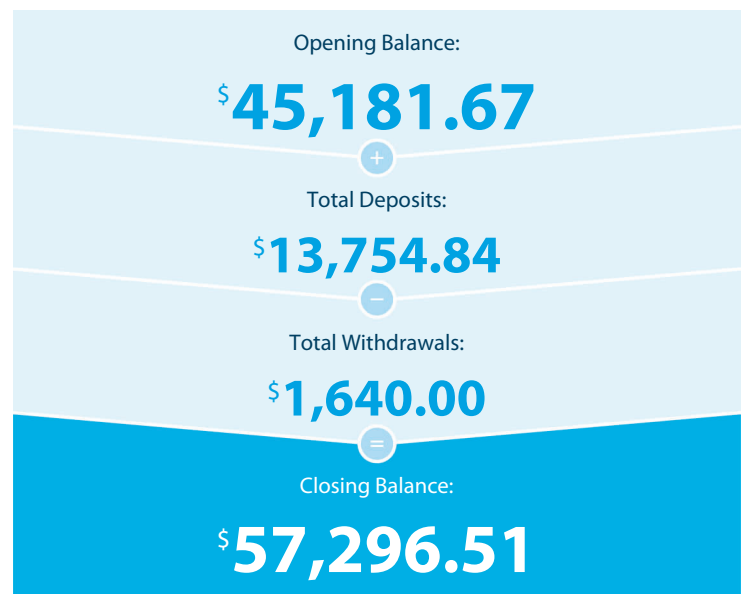 Opening Balance:
$45,181.67
+
Total Deposits:
$13,754.84
−
Total Withdrawals:
$1,640.00
=
Closing Balance:
$57,296.51